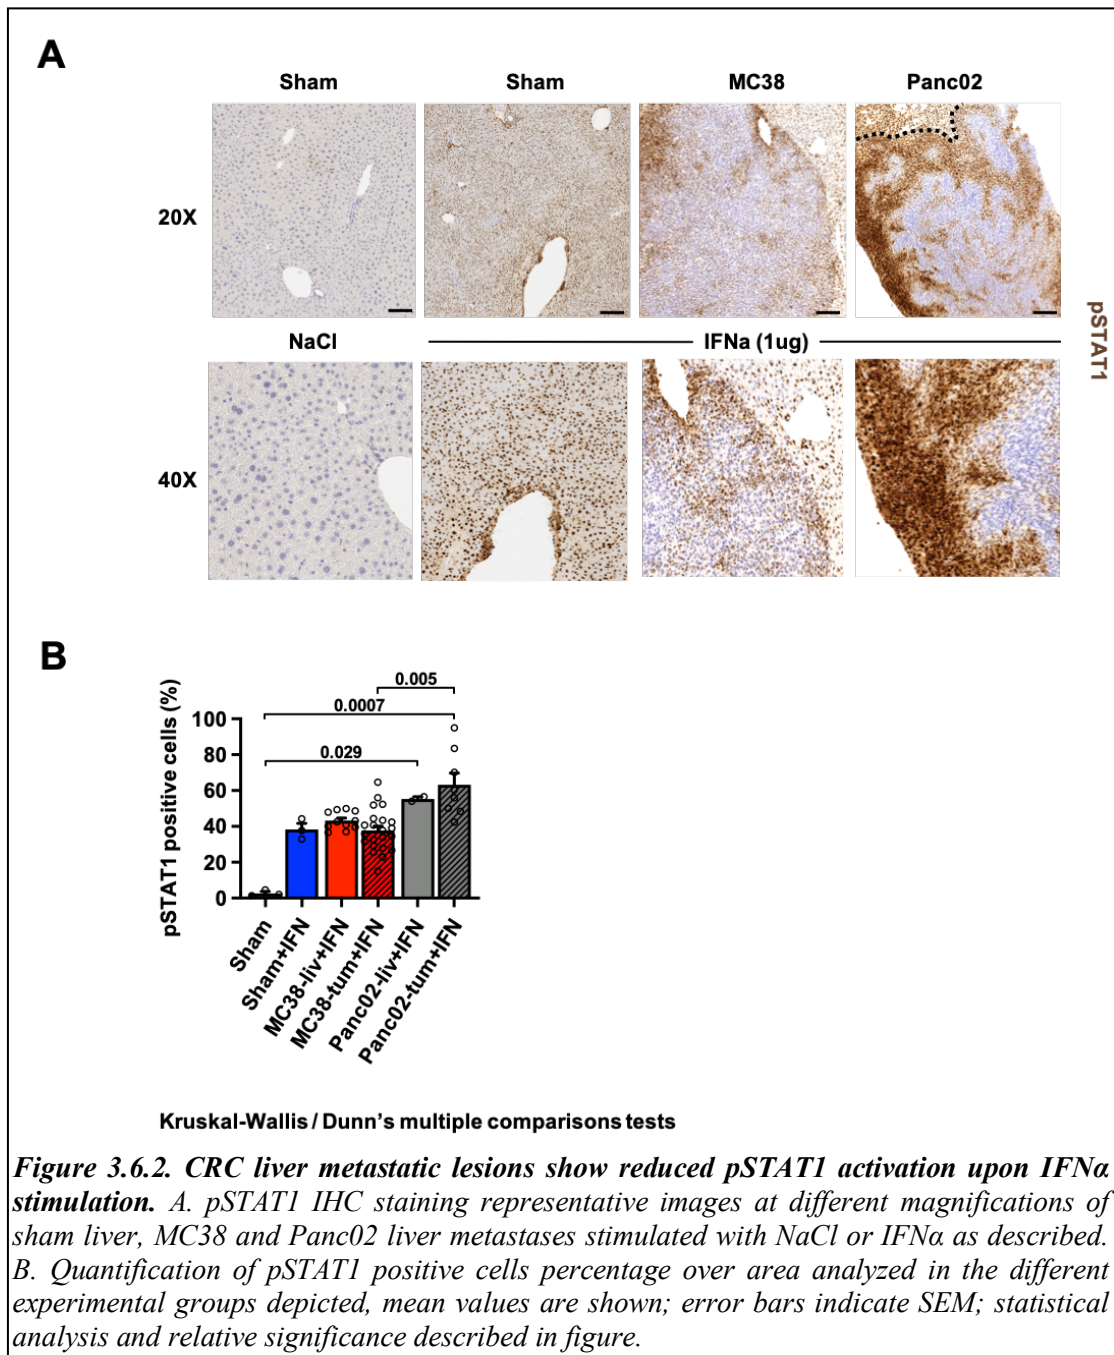 A
Sham
Sham
MC38
Panc02
20X
NaCl
IFNa (1ug)
40X
pSTAT1
B
pSTAT1 positive cells (%)
0.005
0.0007
0.029
100
80
60
40
20
0
Sham
Sham+IFN
MC38-liv+IFN
MC38-tum+IFN
Panc02-liv+IFN
Panc02-tum+IFN
Kruskal-Wallis / Dunn's multiple comparisons tests
Figure 3.6.2. CRC liver metastatic lesions show reduced pSTAT1 activation upon IFNα
stimulation. A. pSTAT1 IHC staining representative images at different magnifications of
sham liver, MC38 and Panc02 liver metastases stimulated with NaCl or IFNα as described.
B. Quantification of pSTAT1 positive cells percentage over area analyzed in the different
experimental groups depicted, mean values are shown; error bars indicate SEM; statistical
analysis and relative significance described in figure.